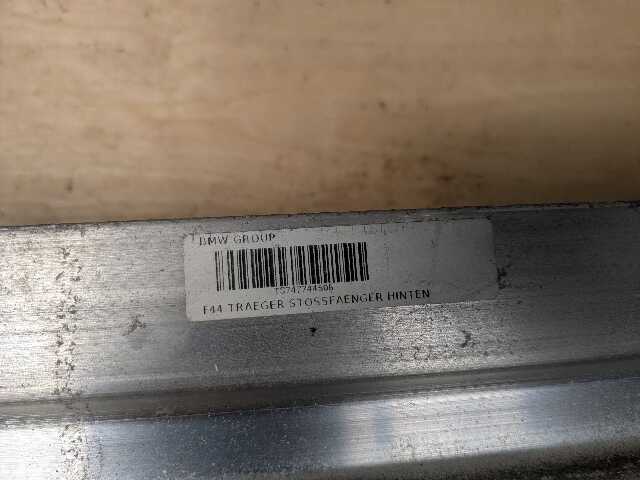 BMW GROUP
F44 TRAEGER STOSSFAENGER HINTEN